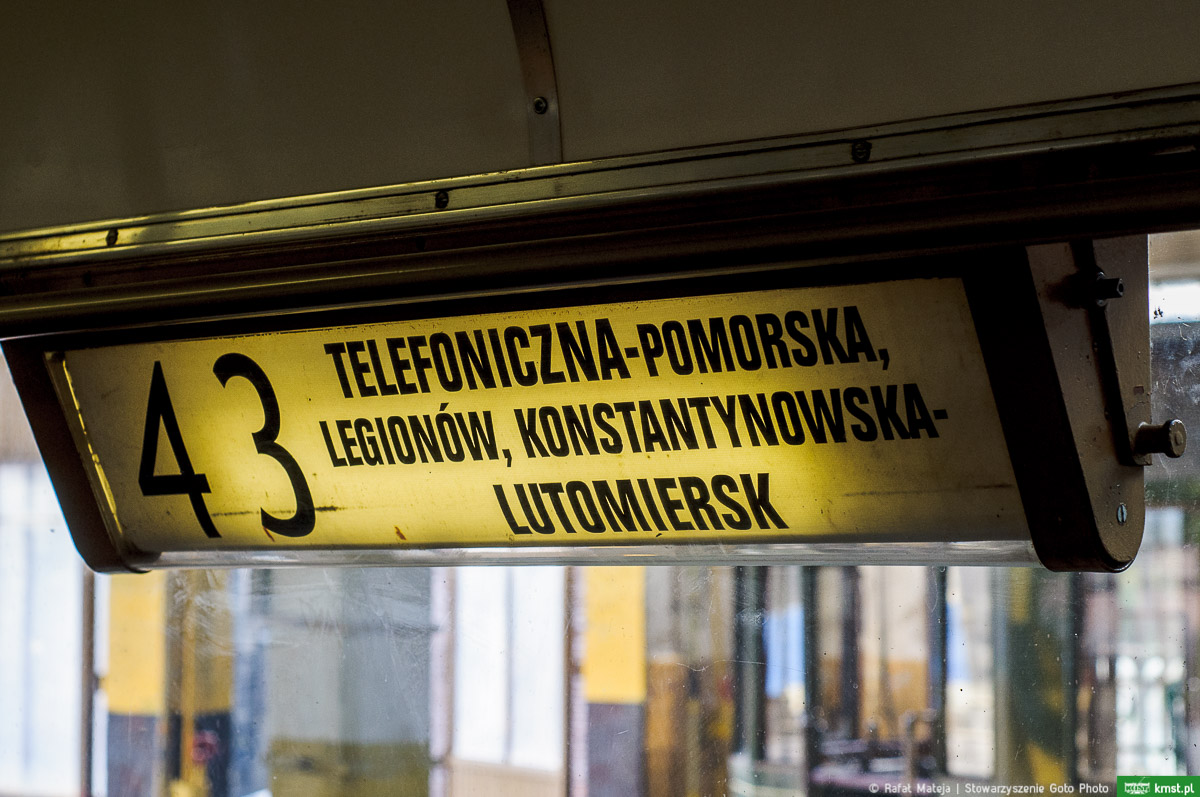 43
TELEFONICZNA-POMORSKA,
LEGIONÓW, KONSTANTYNOWSKA-
LUTOMIERSK
© Rafał Mateja | Stowarzyszenie Goto Photo
kmst.pl